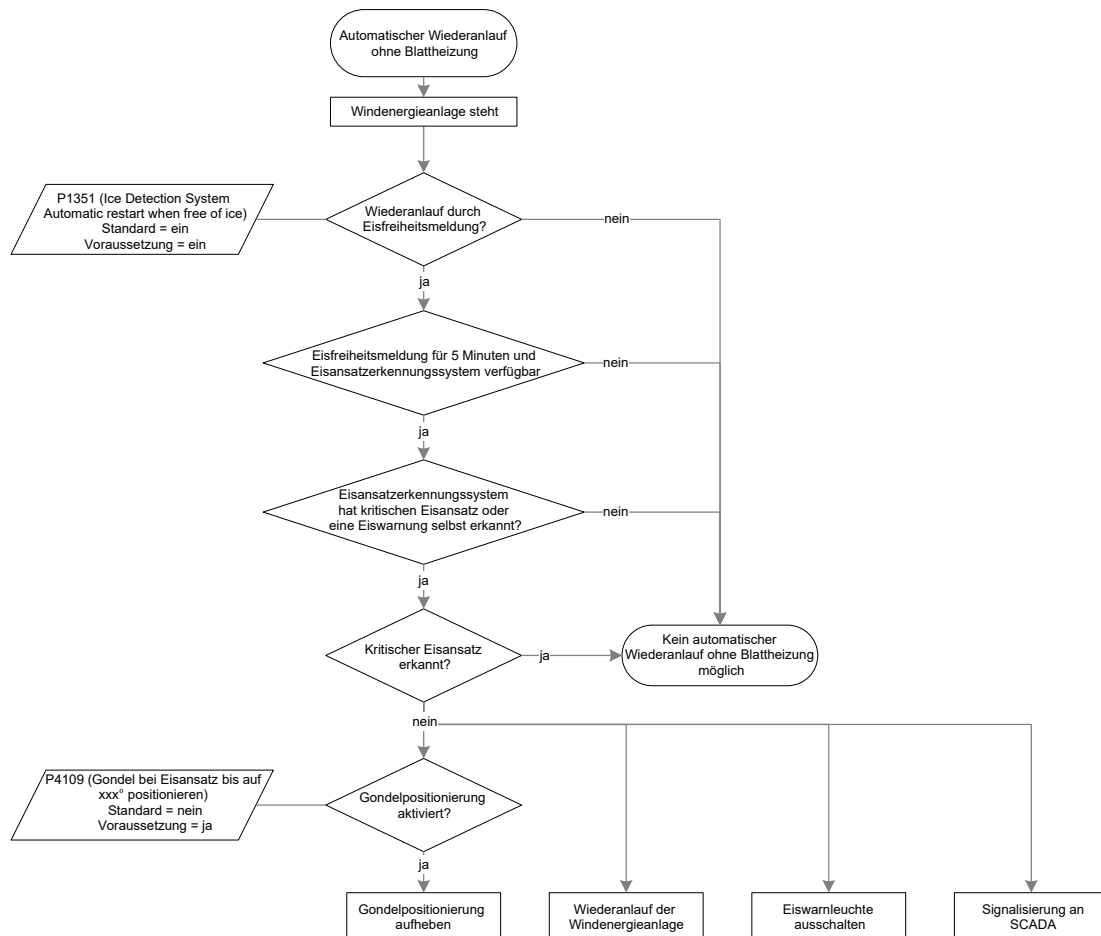 Automatischer Wiederanlauf
ohne Blattheizung
Windenergieanlage steht
P1351 (Ice Detection System
Automatic restart when free of ice)
Standard = ein
Voraussetzung = ein
Wiederanlauf durch
Eisfreiheitsmeldung?
nein
ja
Eisfreiheitsmeldung für 5 Minuten und
Eisansatzerkennungssystem verfügbar
nein
ja
Eisansatzerkennungssystem
hat kritischen Eisansatz oder
eine Eiswarnung selbst erkannt?
nein
ja
Kritischer Eisansatz
erkannt?
ja
Kein automatischer
Wiederanlauf ohne Blattheizung
möglich
nein
P4109 (Gondel bei Eisansatz bis auf
xxx° positionieren)
Standard = nein
Voraussetzung = ja
Gondelpositionierung
aktiviert?
ja
Gondelpositionierung
aufheben
Wiederanlauf der
Windenergieanlage
Eiswarnleuchte
ausschalten
Signalisierung an
SCADA